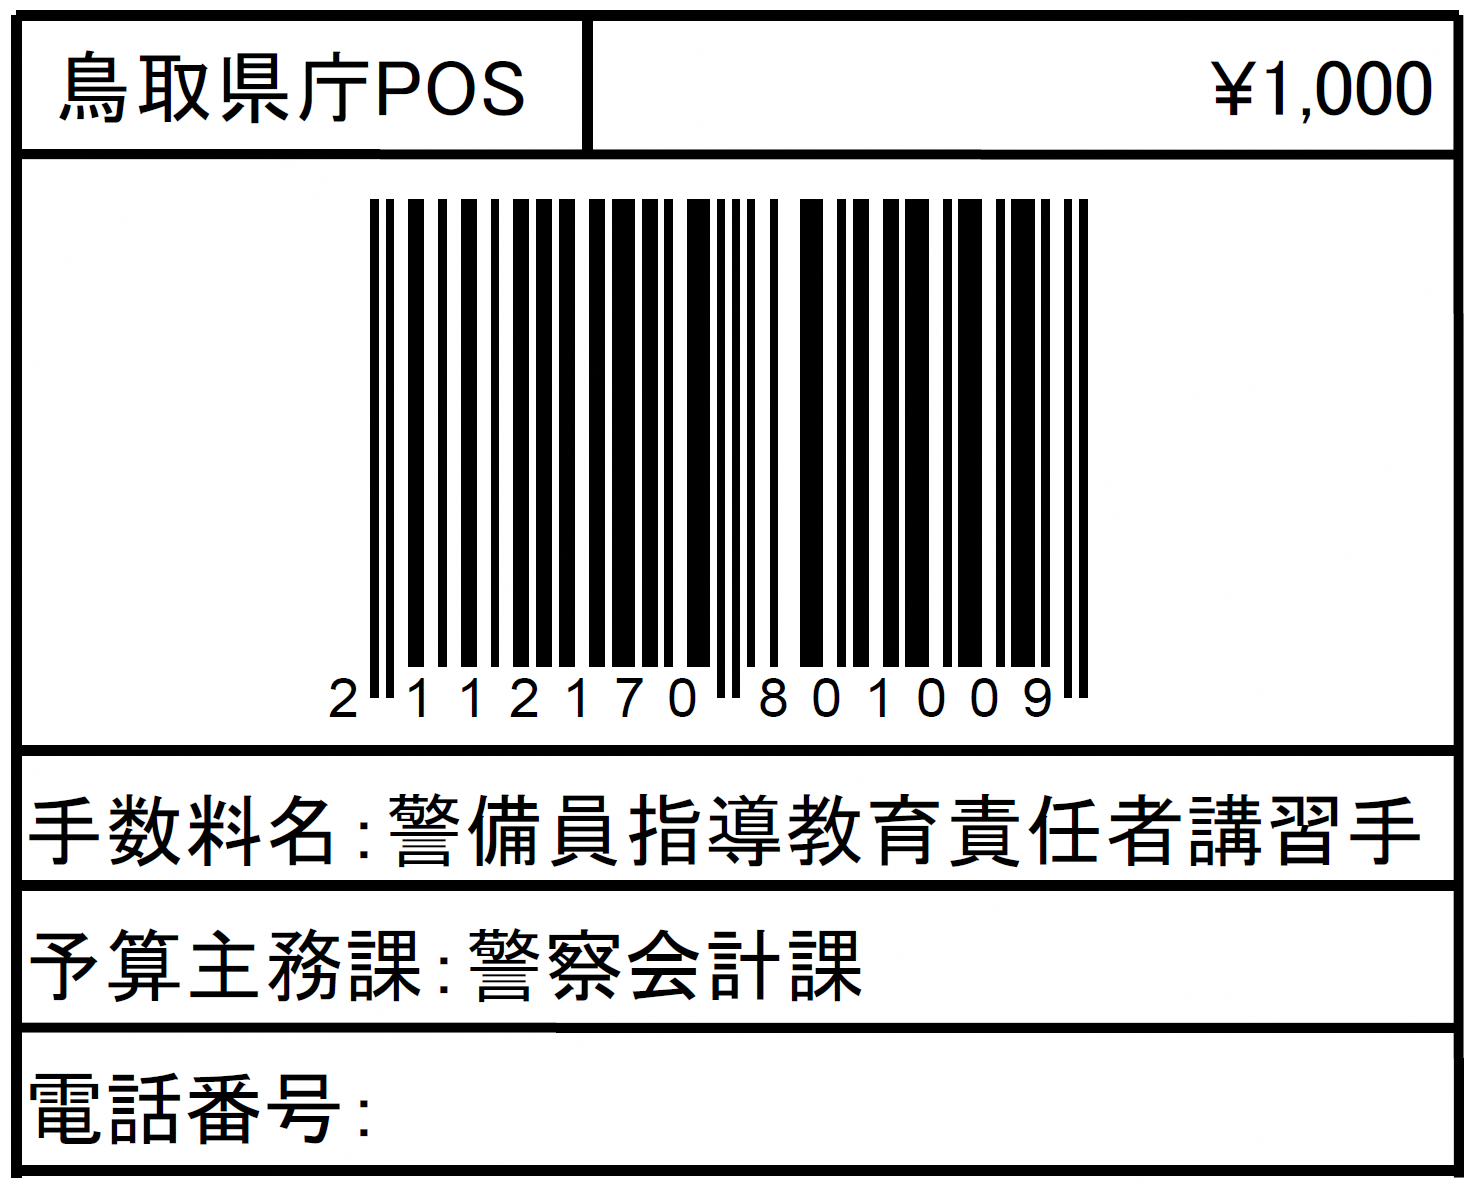 鳥取県庁POS ¥1,000
2 112170 801009
手数料名:警備員指導教育責任者講習手
予算主務課:警察会計課
電話番号: